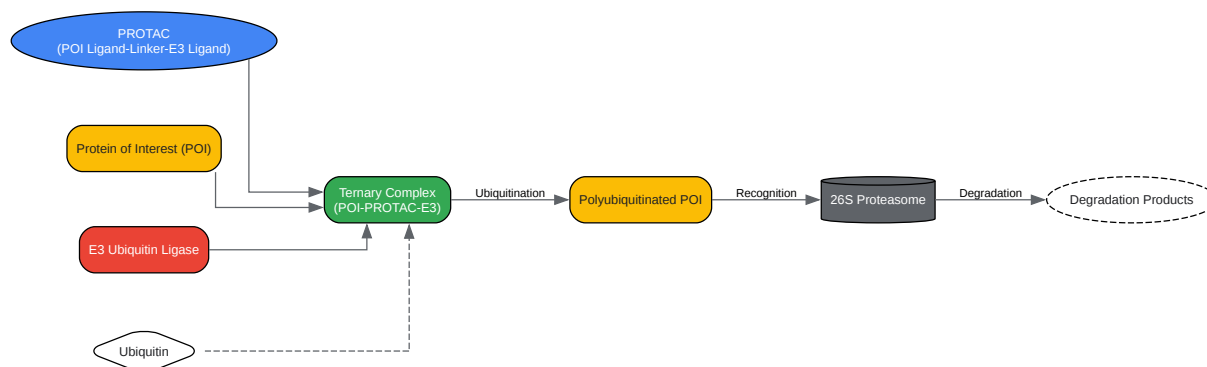 PROTAC
(POI Ligand-Linker-E3 Ligand)
Protein of Interest (POI)
E3 Ubiquitin Ligase
Ubiquitin
Ternary Complex
(POI-PROTAC-E3)
Ubiquitination
Polyubiquitinated POI
Recognition
26S Proteasome
Degradation
Degradation Products